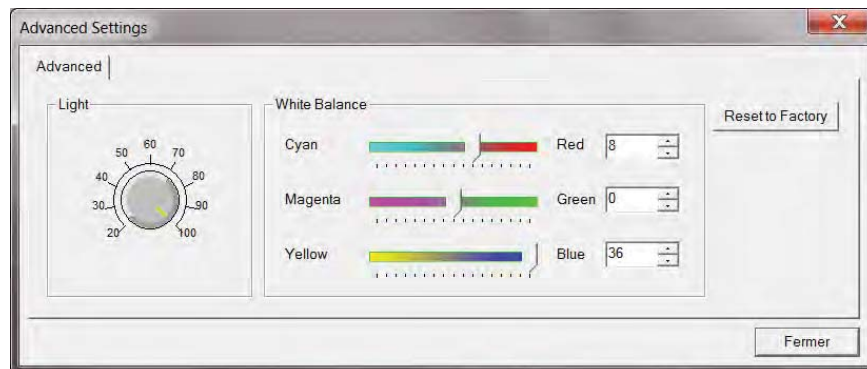 Advanced Settings
Advanced
Light
20
30
40
50
60
70
80
90
100
White Balance
Cyan Red 8
Magenta Green 0
Yellow Blue 36
Reset to Factory
Fermer